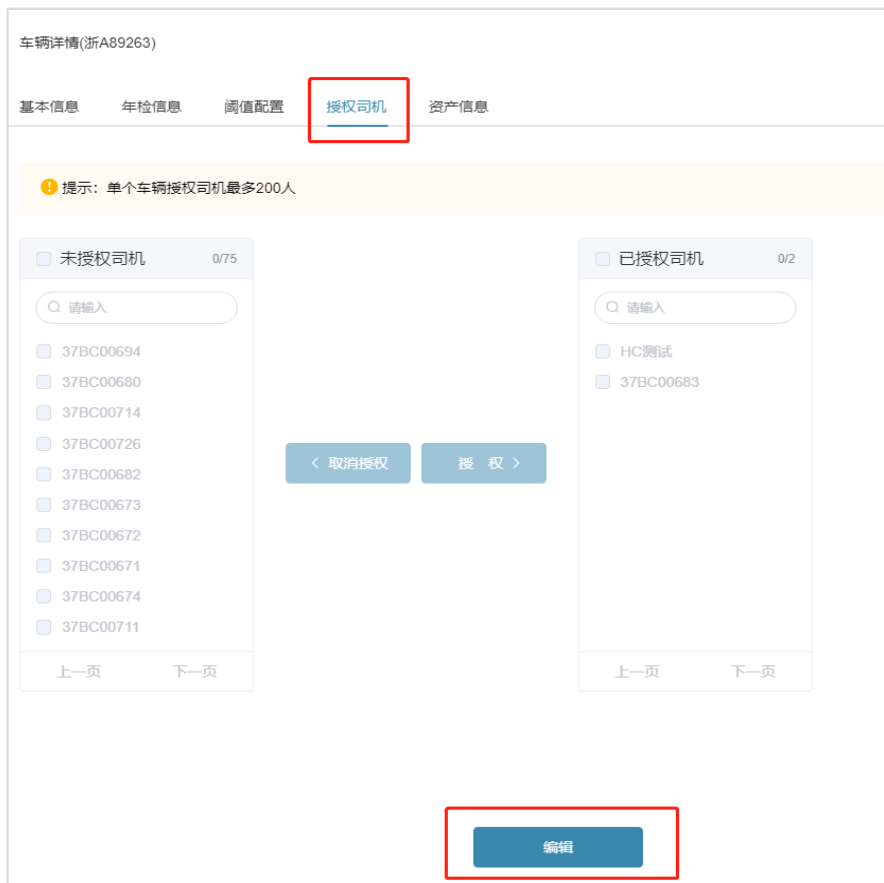 车辆详情(浙A89263)
基本信息 年检信息 阈值配置 授权司机 资产信息
提示：单个车辆授权司机最多200人
未授权司机 0/75
请输入
37BC00694
37BC00680
37BC00714
37BC00726
37BC00682
37BC00673
37BC00672
37BC00671
37BC00674
37BC00711
上一页 下一页
< 取消授权 授 权 >
已授权司机 0/2
请输入
HC测试
37BC00683
上一页 下一页
编辑